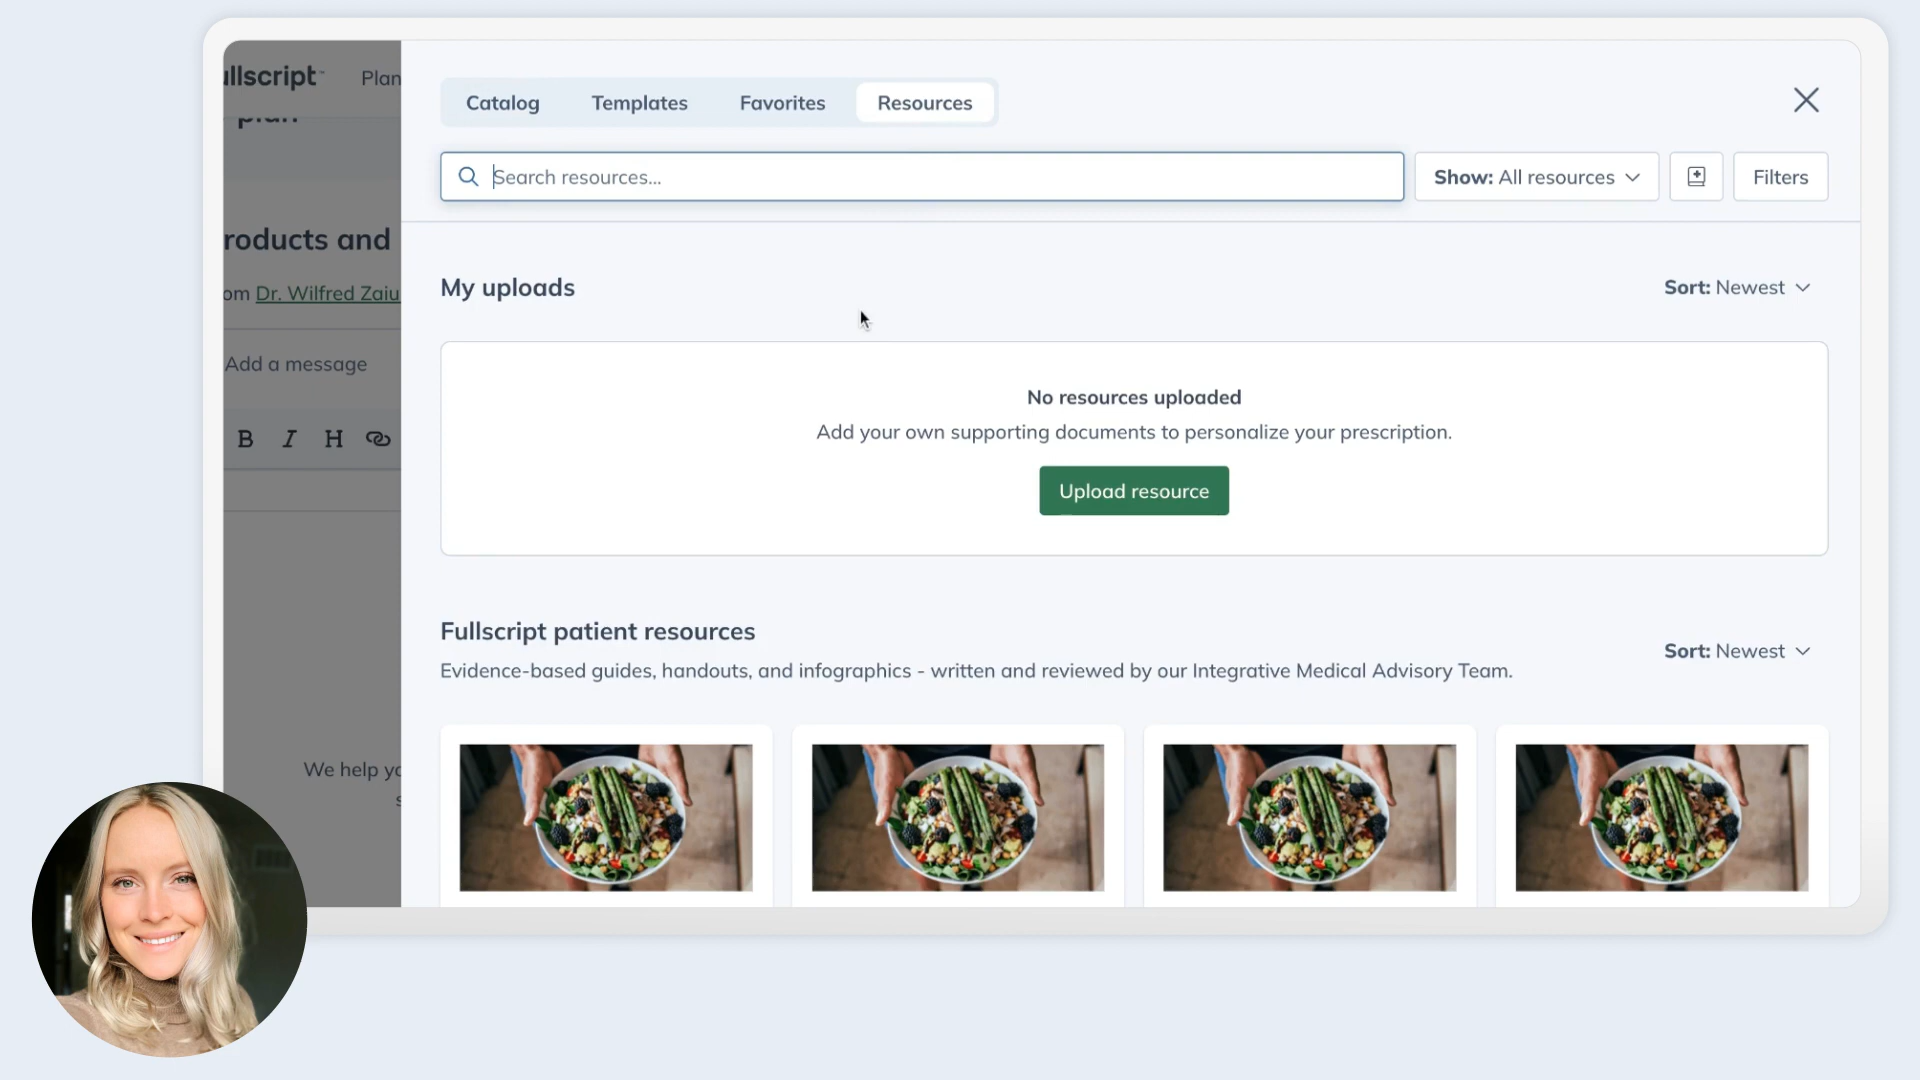 ullscript™ Plan
plan
roducts and
om Dr. Wilfred Zaiu
Add a message
B I H
We help yo
s
Catalog Templates Favorites Resources
Search resources...
Show: All resources
Filters
My uploads
Sort: Newest
No resources uploaded
Add your own supporting documents to personalize your prescription.
Upload resource
Fullscript patient resources
Sort: Newest
Evidence-based guides, handouts, and infographics - written and reviewed by our Integrative Medical Advisory Team.